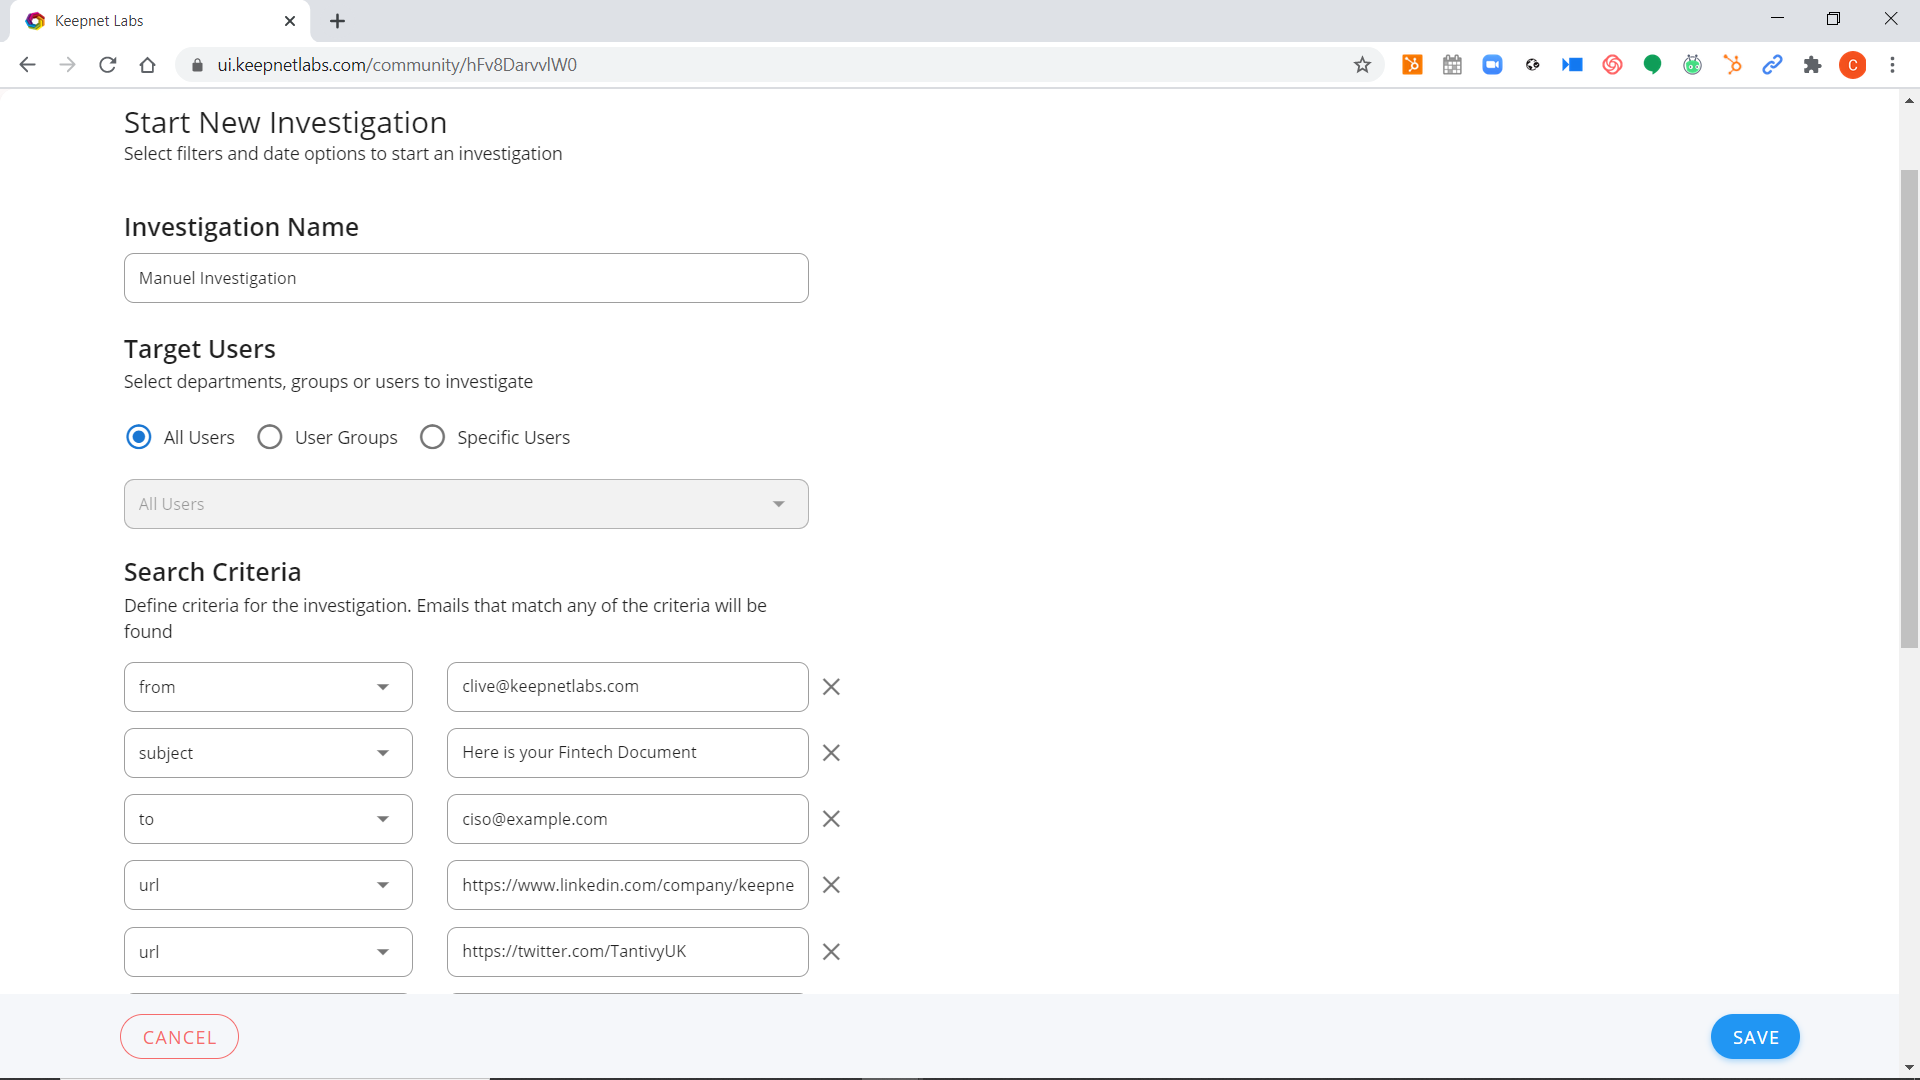 Keepnet Labs
ui.keepnetlabs.com/community/hFv8DarvvlW0
C
Start New Investigation
Select filters and date options to start an investigation
Investigation Name
Manuel Investigation
Target Users
Select departments, groups or users to investigate
All Users User Groups Specific Users
All Users
Search Criteria
Define criteria for the investigation. Emails that match any of the criteria will be
found
from clive@keepnetlabs.com
subject Here is your Fintech Document
to ciso@example.com
url https://www.linkedin.com/company/keepne
url https://twitter.com/TantivyUK
CANCEL SAVE